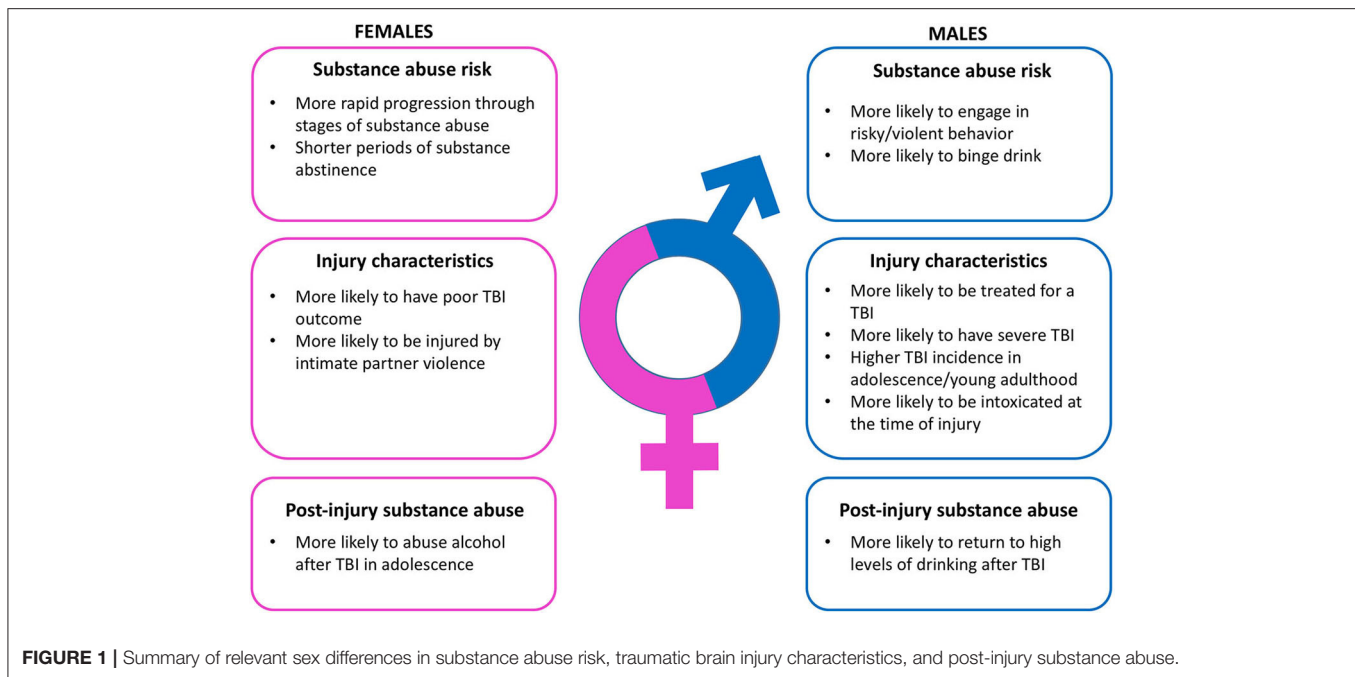 FEMALES
Substance abuse risk
• More rapid progression through
stages of substance abuse
• Shorter periods of substance
abstinence
Injury characteristics
• More likely to have poor TBI
outcome
• More likely to be injured by
intimate partner violence
Post-injury substance abuse
• More likely to abuse alcohol
after TBI in adolescence
MALES
Substance abuse risk
• More likely to engage in
risky/violent behavior
• More likely to binge drink
Injury characteristics
• More likely to be treated for a
TBI
• More likely to have severe TBI
• Higher TBI incidence in
adolescence/young adulthood
• More likely to be intoxicated at
the time of injury
Post-injury substance abuse
• More likely to return to high
levels of drinking after TBI
FIGURE 1 | Summary of relevant sex differences in substance abuse risk, traumatic brain injury characteristics, and post-injury substance abuse.